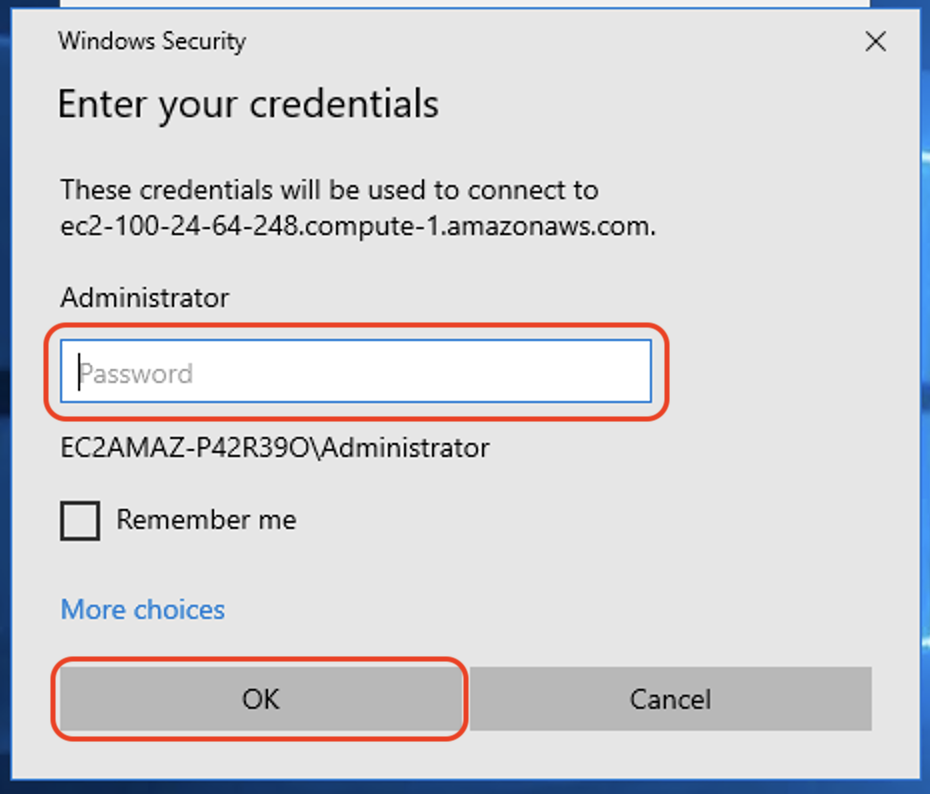 Windows Security
Enter your credentials
These credentials will be used to connect to
ec2-100-24-64-248.compute-1.amazonaws.com.
Administrator
Password
EC2AMAZ-P42R39O\Administrator
Remember me
More choices
OK
Cancel